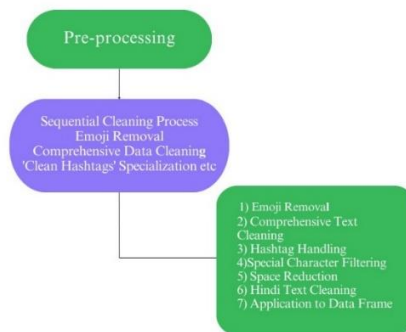 Pre-processing
Sequential Cleaning Process
Emoji Removal
Comprehensive Data Cleaning
'Clean Hashtags' Specialization etc
1) Emoji Removal
2) Comprehensive Text
Cleaning
3) Hashtag Handling
4)Special Character Filtering
5) Space Reduction
6) Hindi Text Cleaning
7) Application to Data Frame